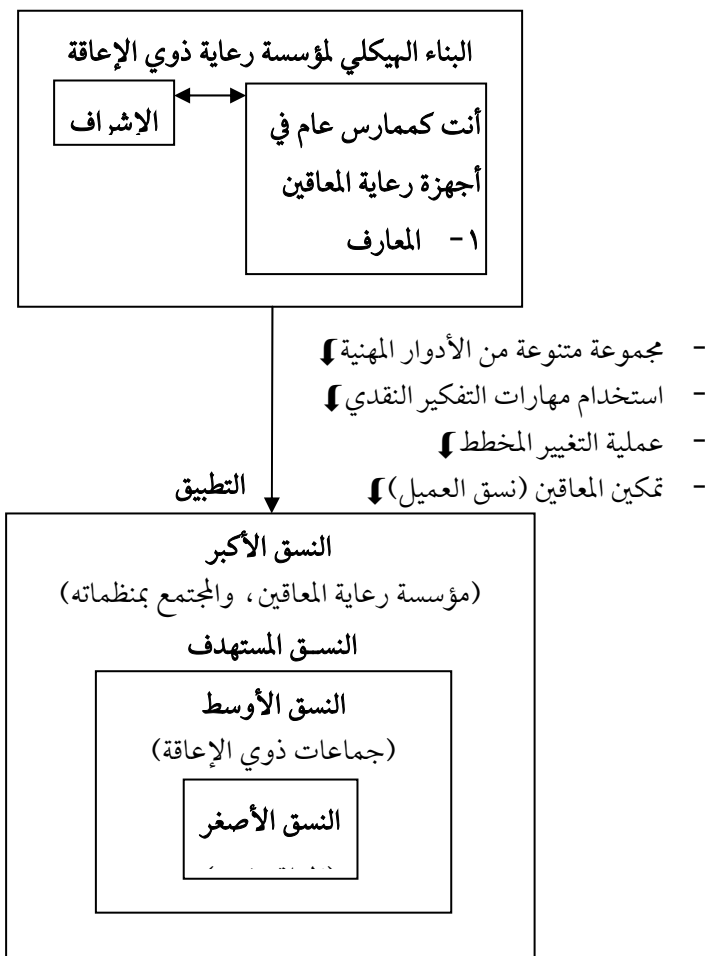 البناء الهيكلي لمؤسسة رعاية ذوي الإعاقة
أنت كممارس عام في
أجهزة رعاية المعاقين
١- المعارف
الإشراف
- مجموعة متنوعة من الأدوار المهنية
- استخدام مهارات التفكير النقدي
- عملية التغيير المخطط
- تمكين المعاقين (نسق العميل)
التطبيق
النسق الأكبر
(مؤسسة رعاية المعاقين، والمجتمع بمنظماته)
النسـق المستهدف
النسق الأوسط
(جماعات ذوي الإعاقة)
النسق الأصغر